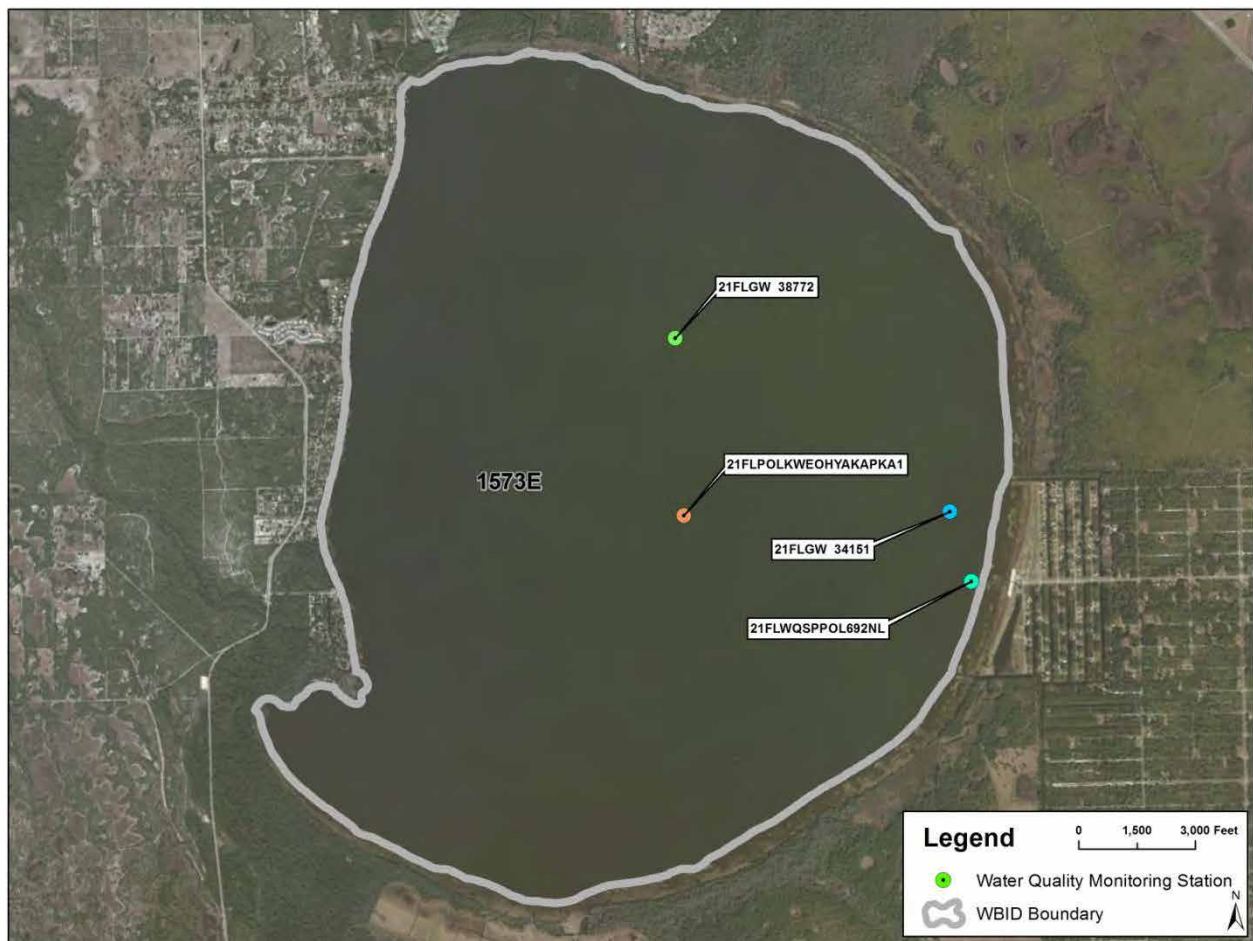 21FLGW 38772
21FLPOLKWEOHYAKAPKA1
1573E
21FLGW 34151
21FLWQSPPOL692NL
Legend
0 1,500 3,000 Feet
Water Quality Monitoring Station
WBID Boundary
N